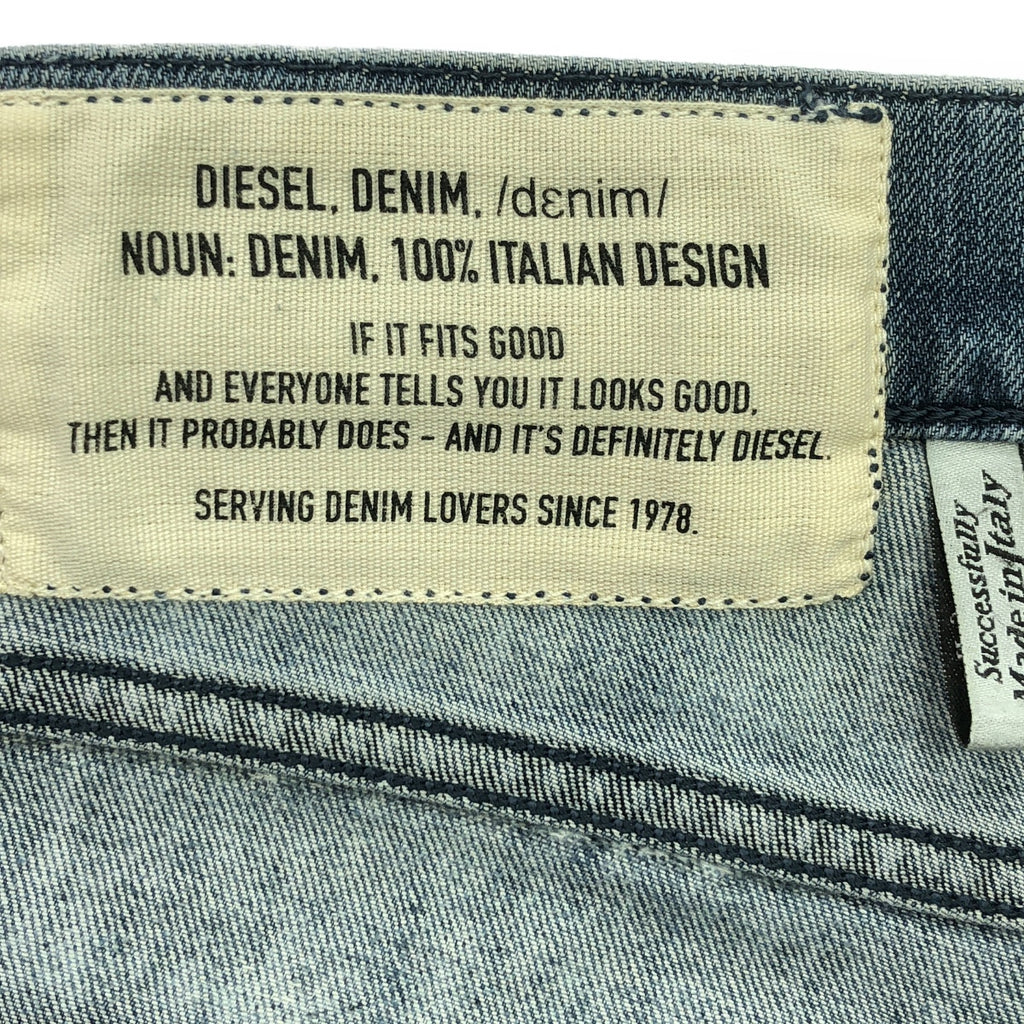 DIESEL, DENIM, /dɛnim/
NOUN: DENIM, 100% ITALIAN DESIGN
IF IT FITS GOOD
AND EVERYONE TELLS YOU IT LOOKS GOOD,
THEN IT PROBABLY DOES – AND IT'S DEFINITELY DIESEL.
SERVING DENIM LOVERS SINCE 1978.
Successfully
Made in Italy